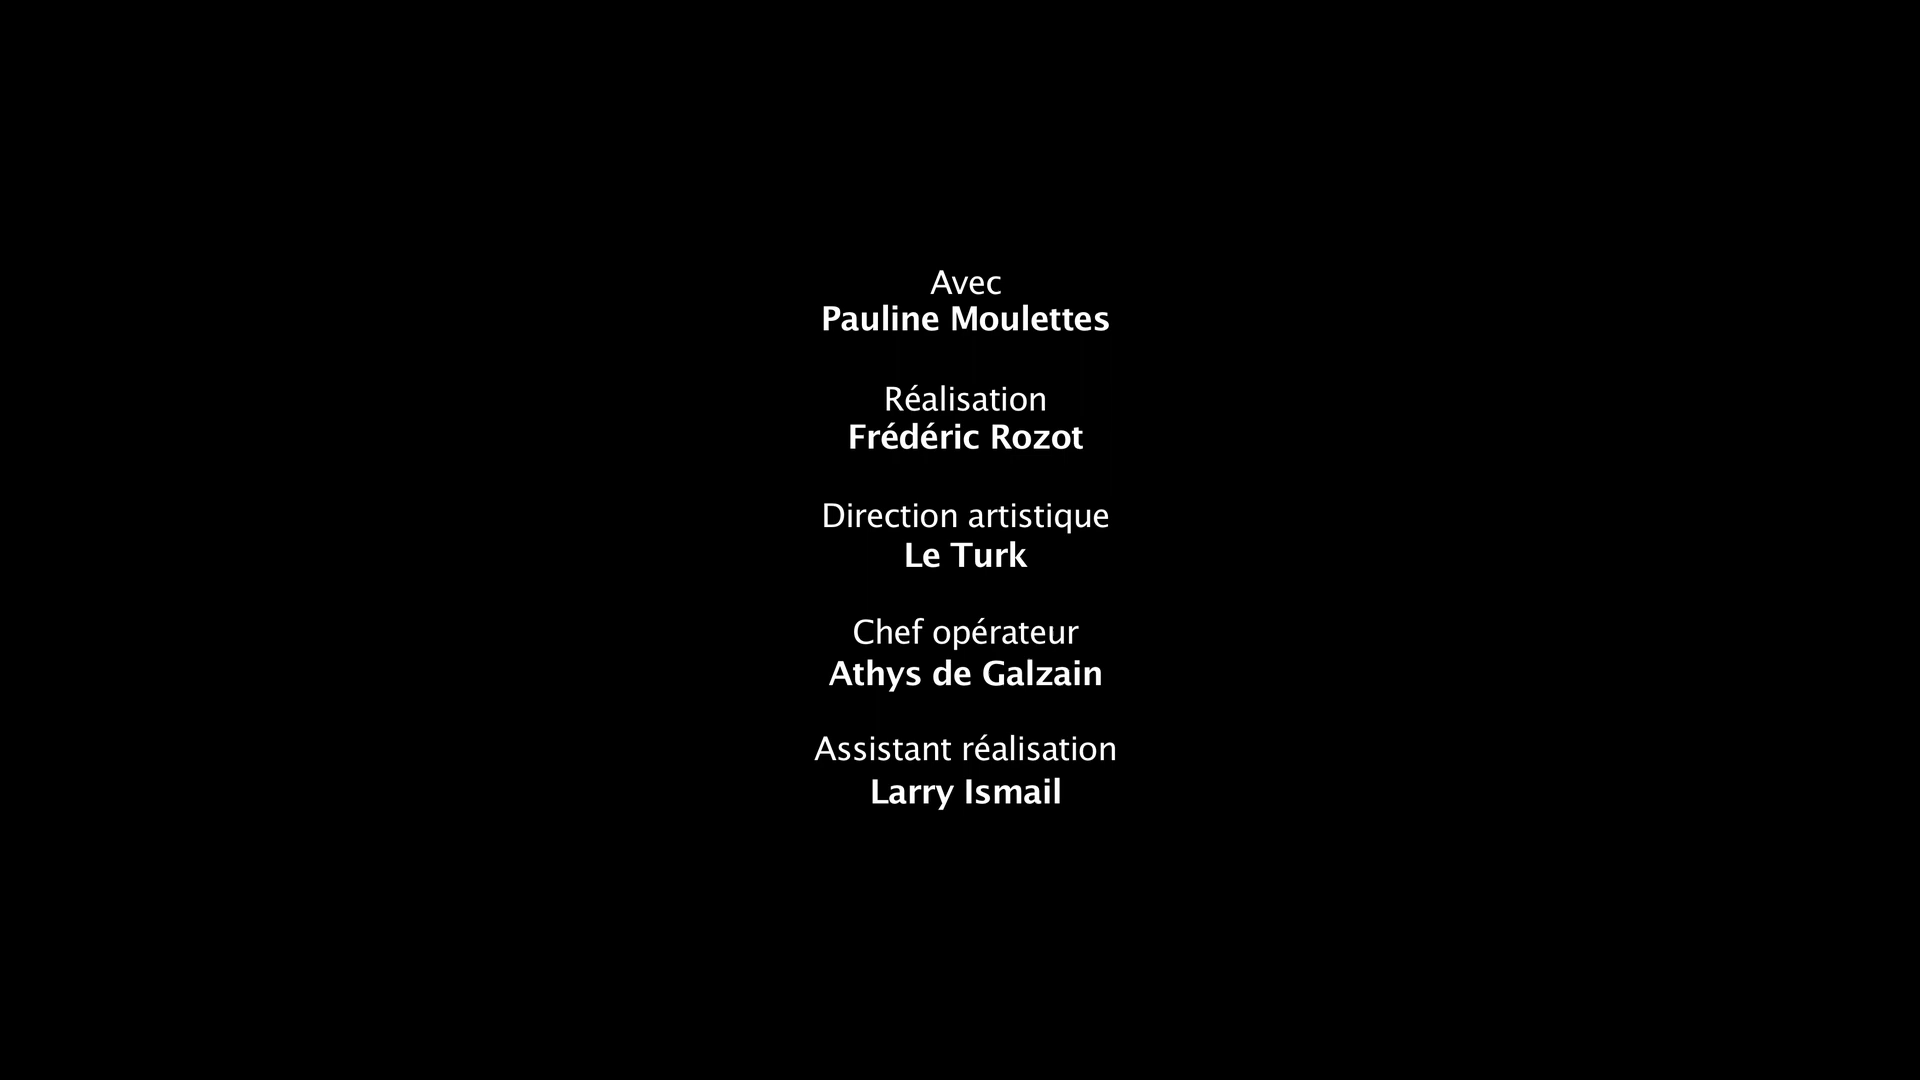 Avec
Pauline Moulettes
Réalisation
Frédéric Rozot
Direction artistique
Le Turk
Chef opérateur
Athys de Galzain
Assistant réalisation
Larry Ismail